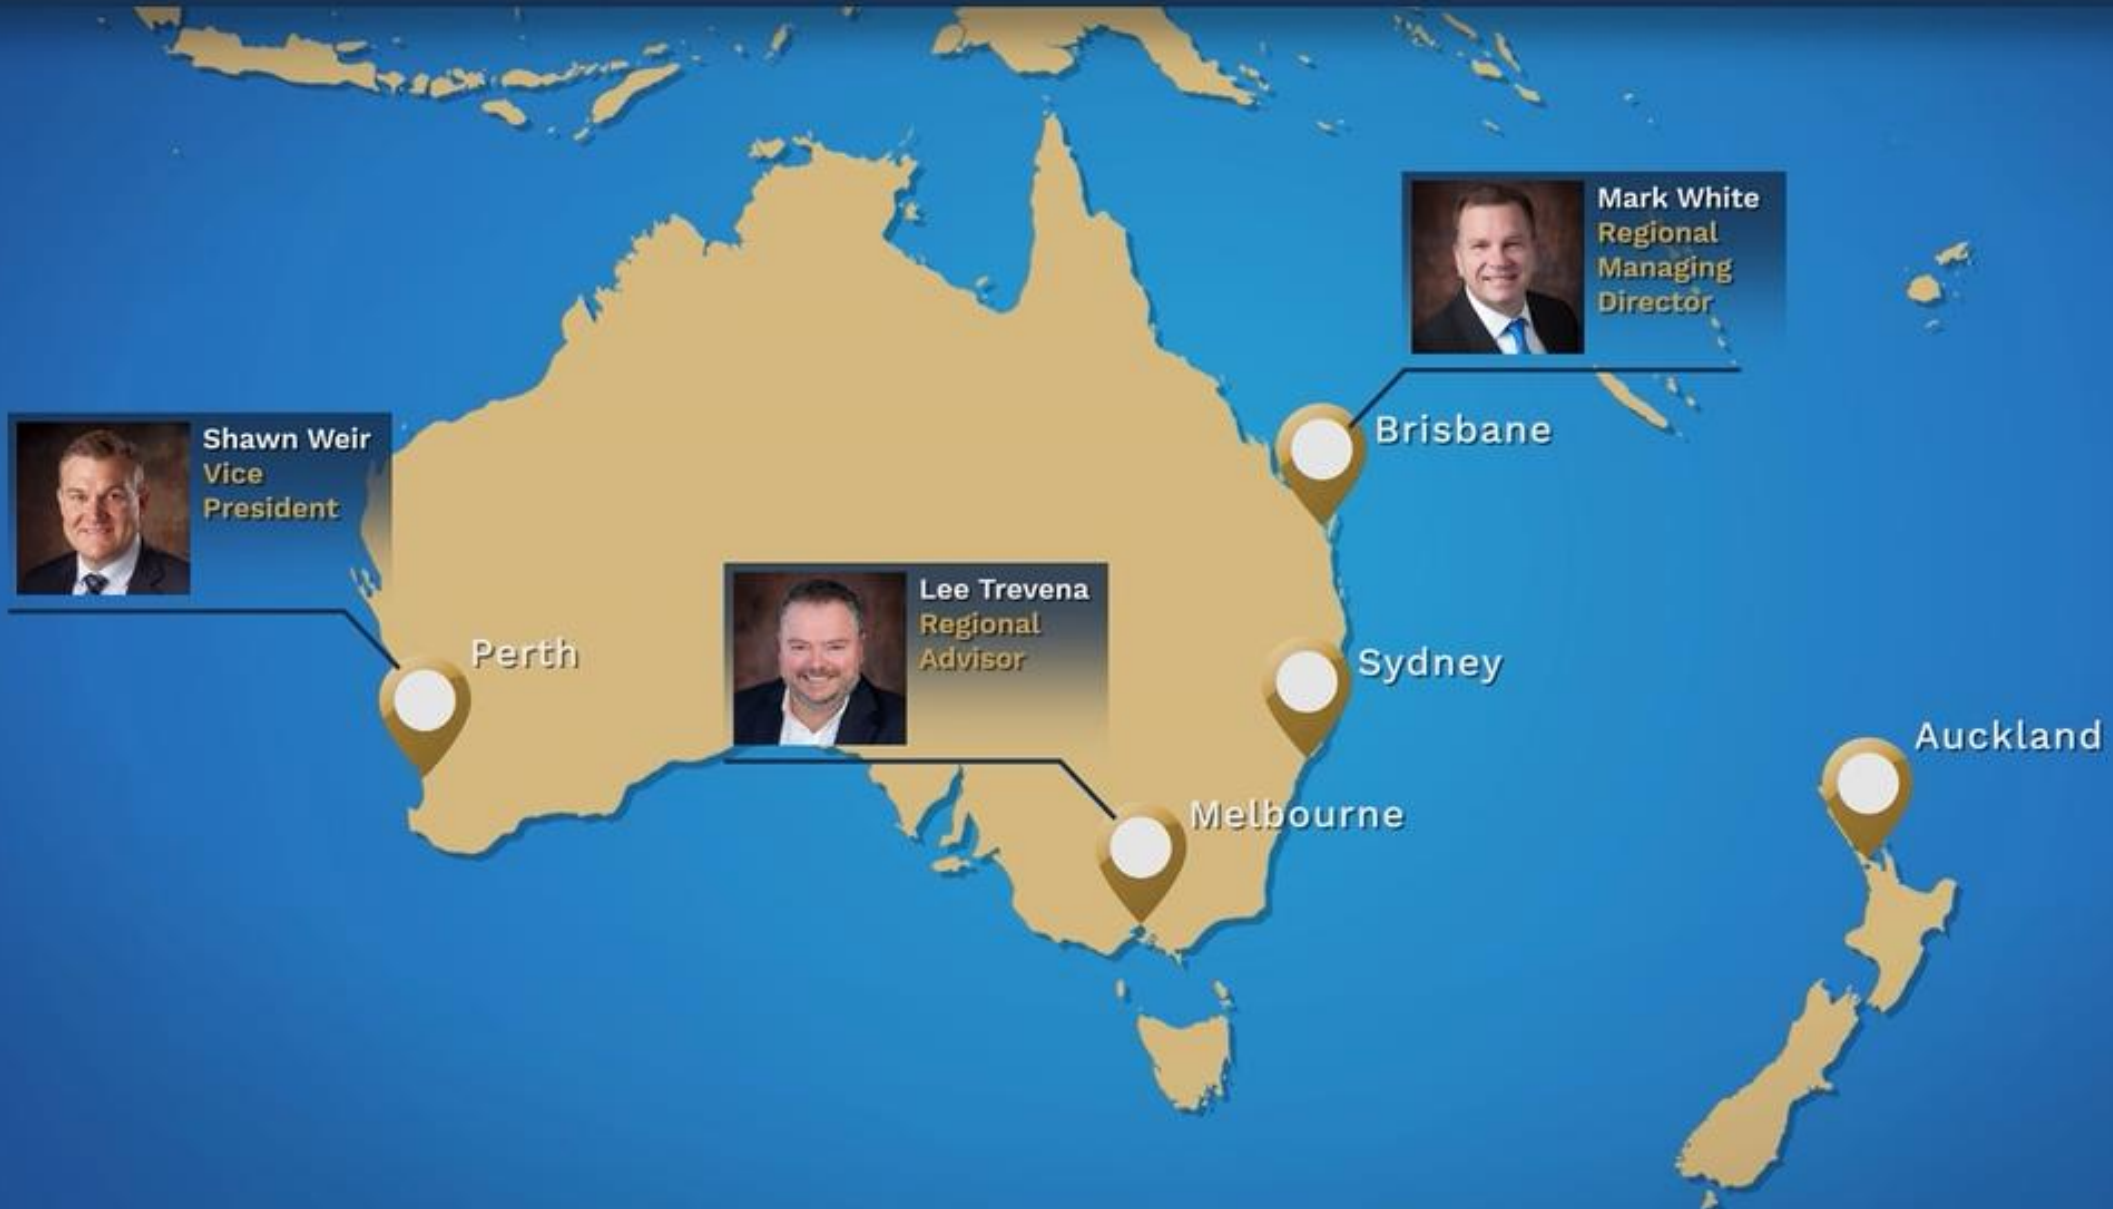 Mark White
Regional
Managing
Director
Brisbane
Shawn Weir
Vice
President
Perth
Lee Trevena
Regional
Advisor
Sydney
Melbourne
Auckland